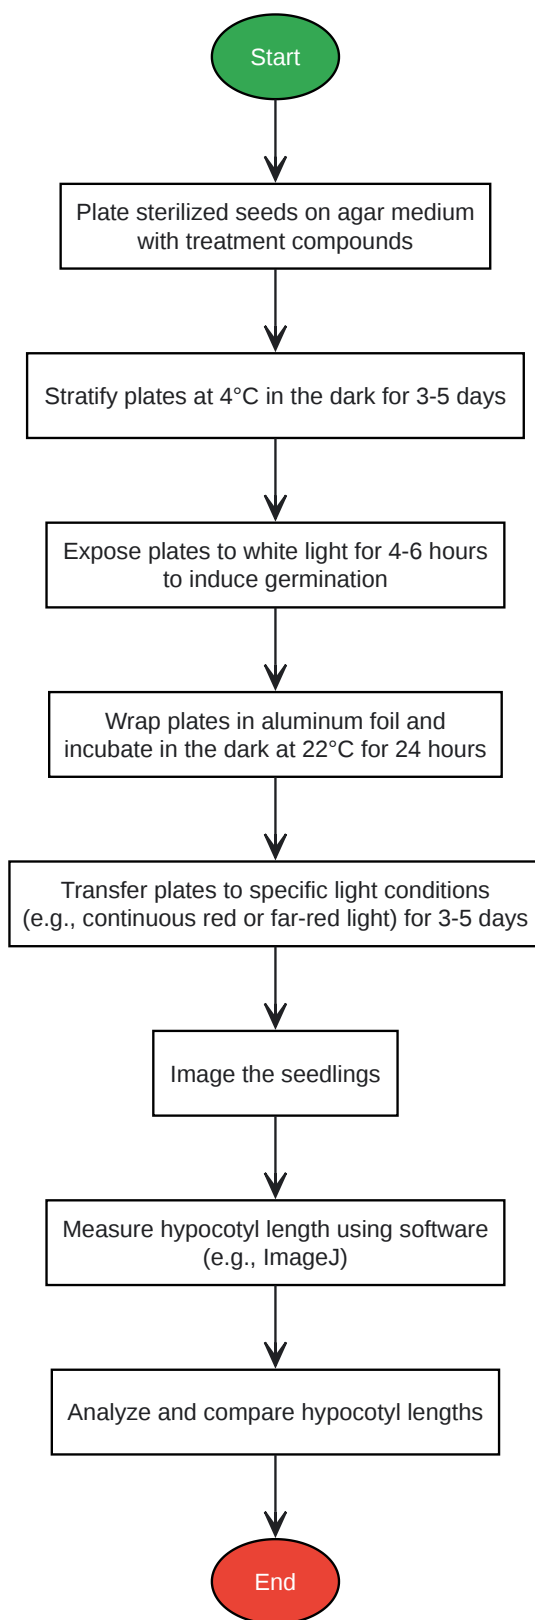 Start
Plate sterilized seeds on agar medium
with treatment compounds
Stratify plates at 4°C in the dark for 3-5 days
Expose plates to white light for 4-6 hours
to induce germination
Wrap plates in aluminum foil and
incubate in the dark at 22°C for 24 hours
Transfer plates to specific light conditions
(e.g., continuous red or far-red light) for 3-5 days
Image the seedlings
Measure hypocotyl length using software
(e.g., ImageJ)
Analyze and compare hypocotyl lengths
End